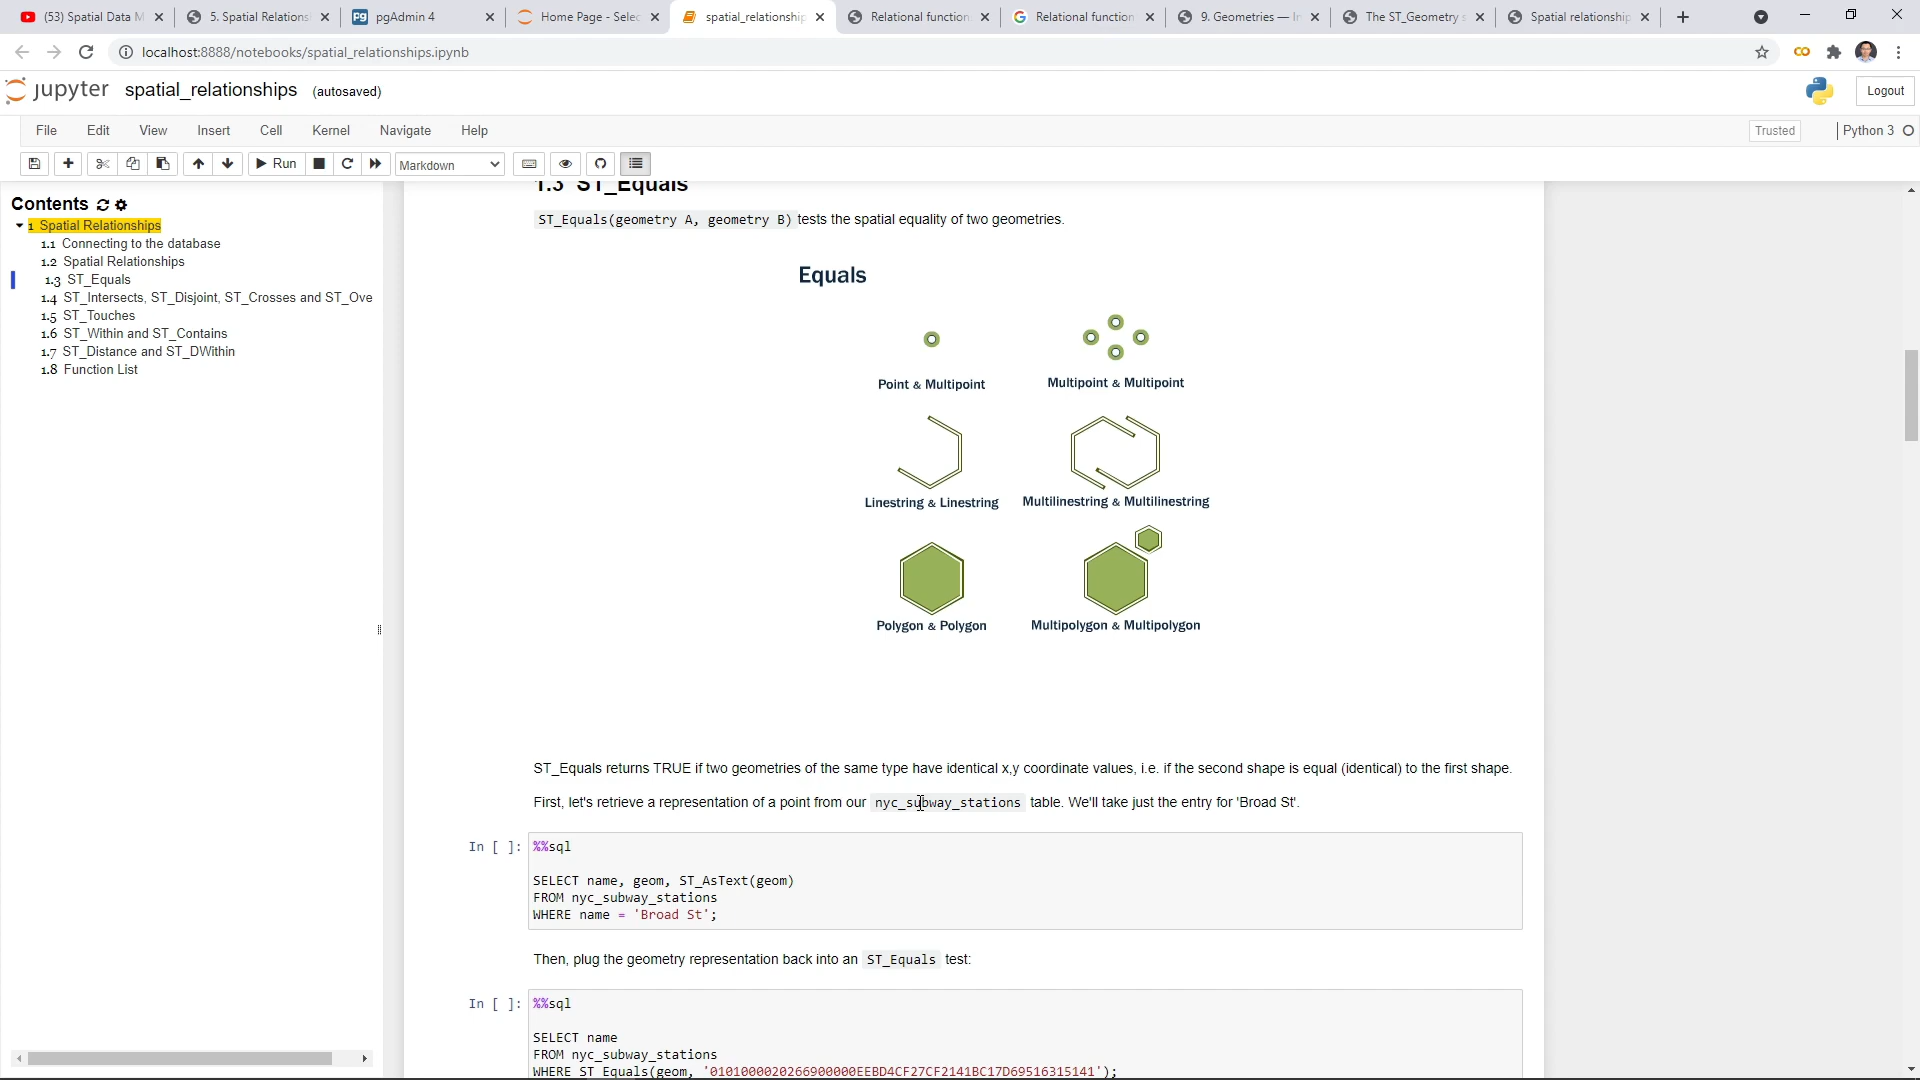 (53) Spatial Data M
5. Spatial Relations
pgAdmin 4
Home Page - Selec
spatial_relationship
Relational function
Relational function
9. Geometries — In
The ST_Geometry s
Spatial relationship
localhost:8888/notebooks/spatial_relationships.ipynb
jupyter spatial_relationships (autosaved)
Logout
File Edit View Insert Cell Kernel Navigate Help
Trusted
Python 3
Run
Markdown
Contents
1 Spatial Relationships
1.1 Connecting to the database
1.2 Spatial Relationships
1.3 ST_Equals
1.4 ST_Intersects, ST_Disjoint, ST_Crosses and ST_Ove
1.5 ST_Touches
1.6 ST_Within and ST_Contains
1.7 ST_Distance and ST_DWithin
1.8 Function List
1.3 ST_Equals
ST_Equals(geometry A, geometry B) tests the spatial equality of two geometries.
Equals
Point & Multipoint
Multipoint & Multipoint
Linestring & Linestring
Multilinestring & Multilinestring
Polygon & Polygon
Multipolygon & Multipolygon
ST_Equals returns TRUE if two geometries of the same type have identical x,y coordinate values, i.e. if the second shape is equal (identical) to the first shape.
First, let's retrieve a representation of a point from our nyc_subway_stations table. We'll take just the entry for 'Broad St'.
In [ ]: %%sql
SELECT name, geom, ST_AsText(geom)
FROM nyc_subway_stations
WHERE name = 'Broad St';
Then, plug the geometry representation back into an ST_Equals test:
In [ ]: %%sql
SELECT name
FROM nyc_subway_stations
WHERE ST_Equals(geom, '0101000020266900000EEBD4CF27CF2141BC17D69516315141');